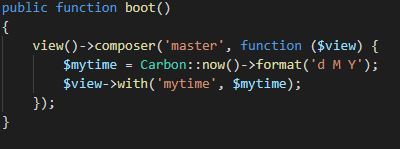 public function boot()
{
    view()->composer('master', function ($view) {
        $mytime = Carbon::now()->format('d M Y');
        $view->with('mytime', $mytime);
    });
}